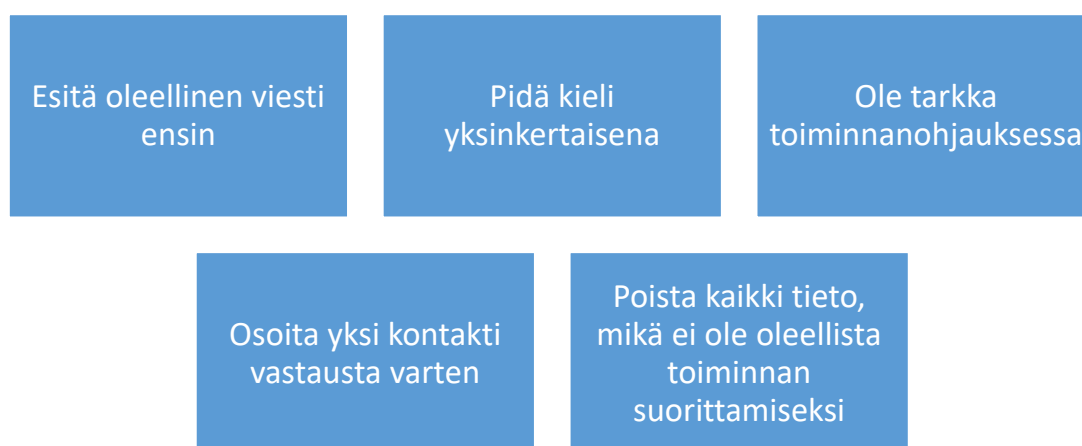 Esitä oleellinen viesti
ensin
Pidä kieli
yksinkertaisena
Ole tarkka
toiminnanohjauksessa
Osoita yksi kontakti
vastausta varten
Poista kaikki tieto,
mikä ei ole oleellista
toiminnan
suorittamiseksi